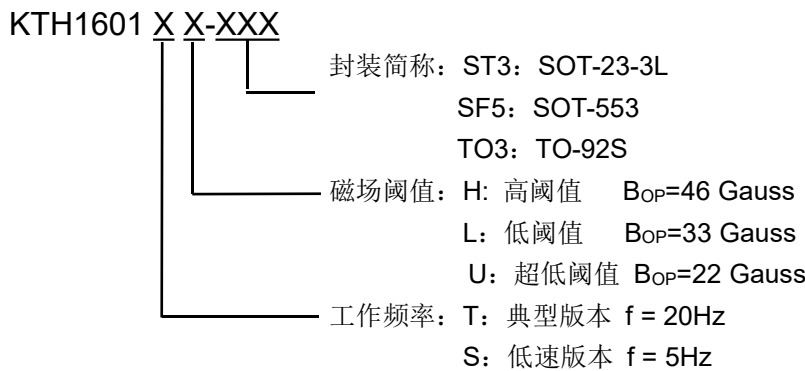 KTH1601 X X-XXX
封装简称：ST3：SOT-23-3L
SF5：SOT-553
TO3：TO-92S
磁场阈值：H: 高阈值 BOP=46 Gauss
L：低阈值 BOP=33 Gauss
U：超低阈值 BOP=22 Gauss
工作频率：T：典型版本 f = 20Hz
S：低速版本 f = 5Hz